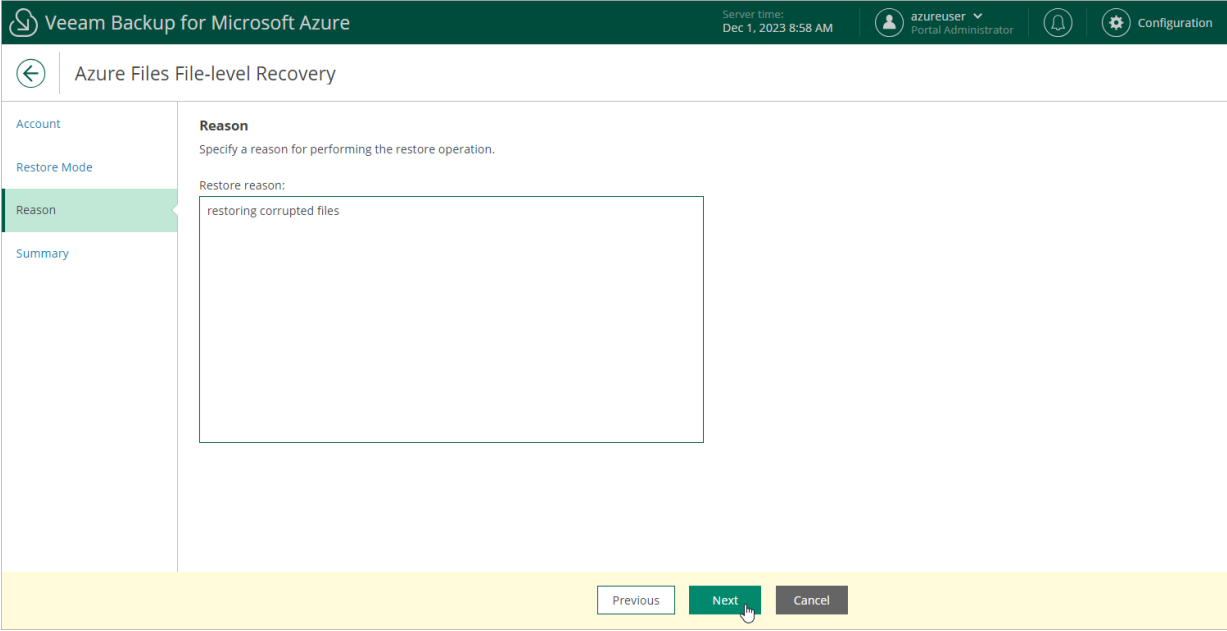 Veeam Backup for Microsoft Azure
Server time:
Dec 1, 2023 8:58 AM
azureuser
Portal Administrator
Configuration
Azure Files File-level Recovery
Account
Restore Mode
Reason
Summary
Reason
Specify a reason for performing the restore operation.
Restore reason:
restoring corrupted files
Previous
Next
Cancel